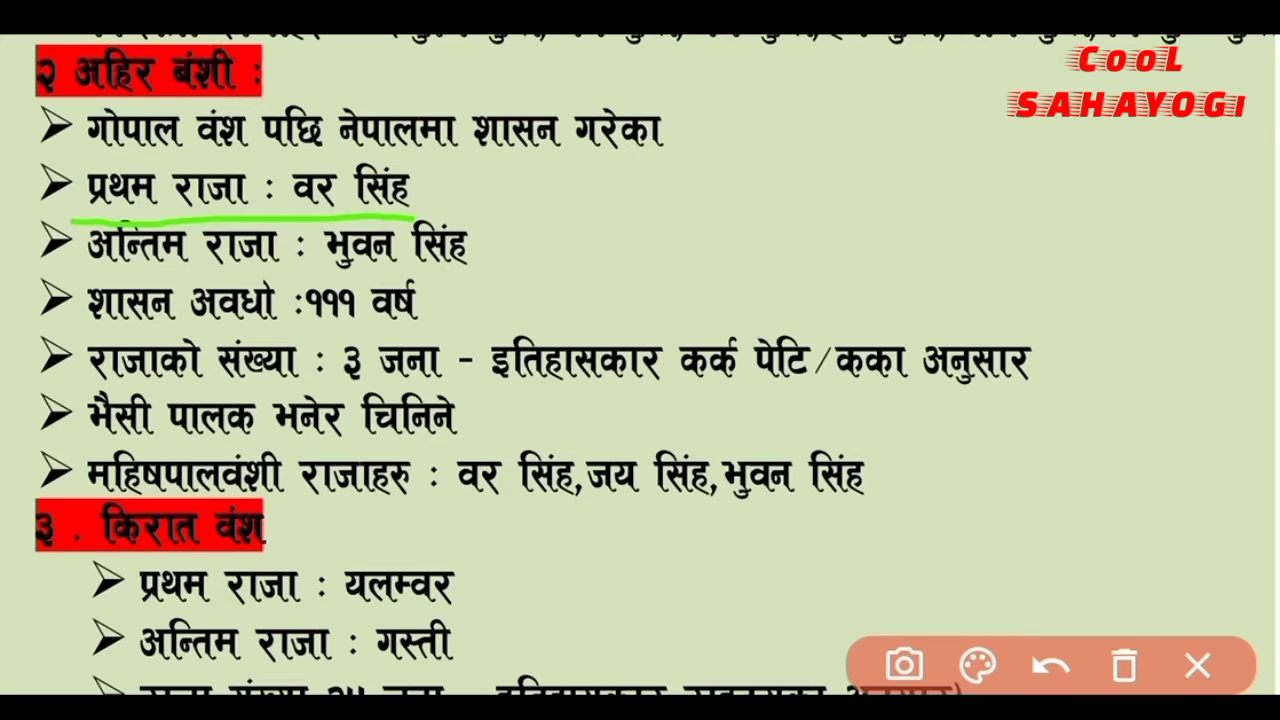 २ अहिर बंशी :
CooL
SAHAYOGI
➢ गोपाल वंश पछि नेपालमा शासन गरेका
➢ प्रथम राजा : वर सिंह
➢ अन्तिम राजा : भुवन सिंह
➢ शासन अवधी :१११ वर्ष
➢ राजाको संख्या : ३ जना - इतिहासकार कर्क पेटि/कका अनुसार
➢ भैसी पालक भनेर चिनिने
➢ महिषपालवंशी राजाहरु : वर सिंह,जय सिंह,भुवन सिंह
३ . किरात वंश
➢ प्रथम राजा : यलम्वर
➢ अन्तिम राजा : गस्ती